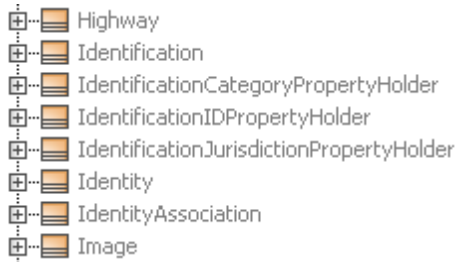 Highway
Identification
IdentificationCategoryPropertyHolder
IdentificationIDPropertyHolder
IdentificationJurisdictionPropertyHolder
Identity
IdentityAssociation
Image